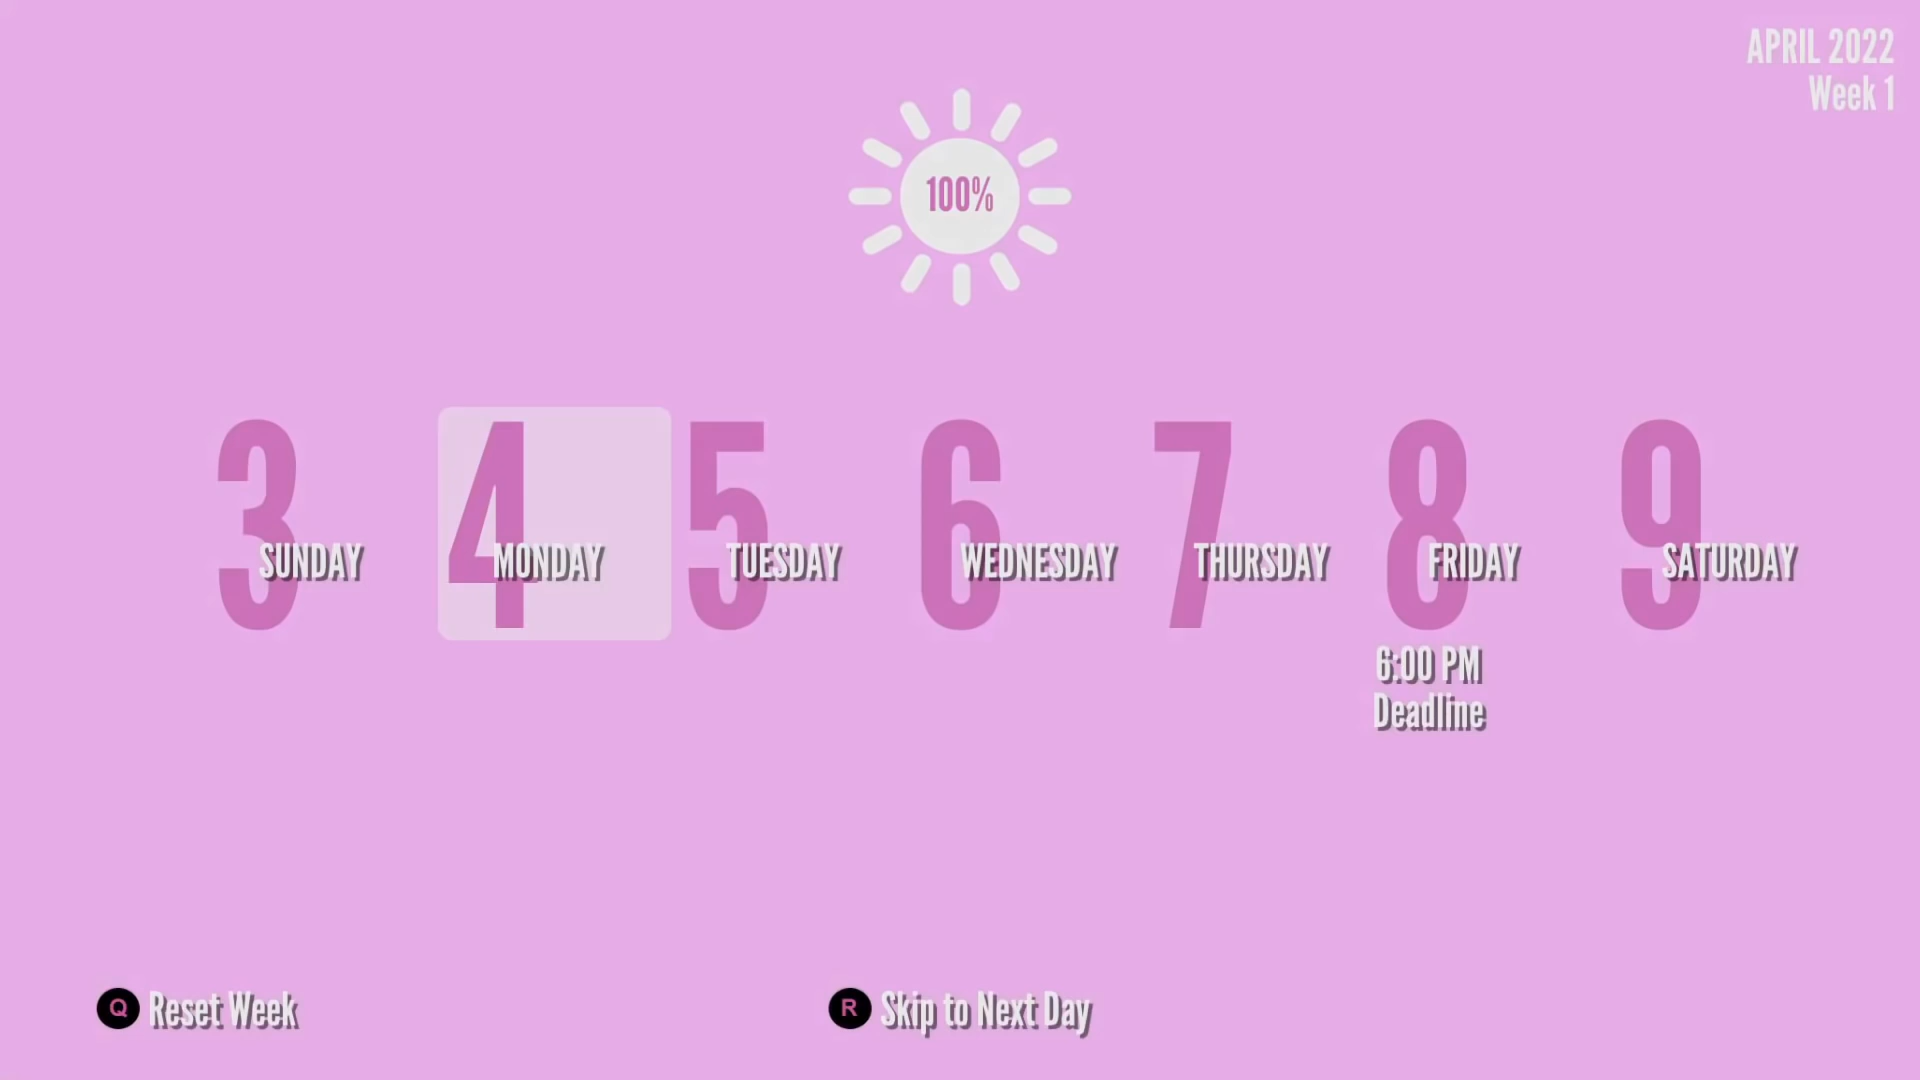 APRIL 2022
Week 1
100%
3 SUNDAY
4 MONDAY
5 TUESDAY
6 WEDNESDAY
7 THURSDAY
8 FRIDAY
9 SATURDAY
6:00 PM
Deadline
Q Reset Week
R Skip to Next Day